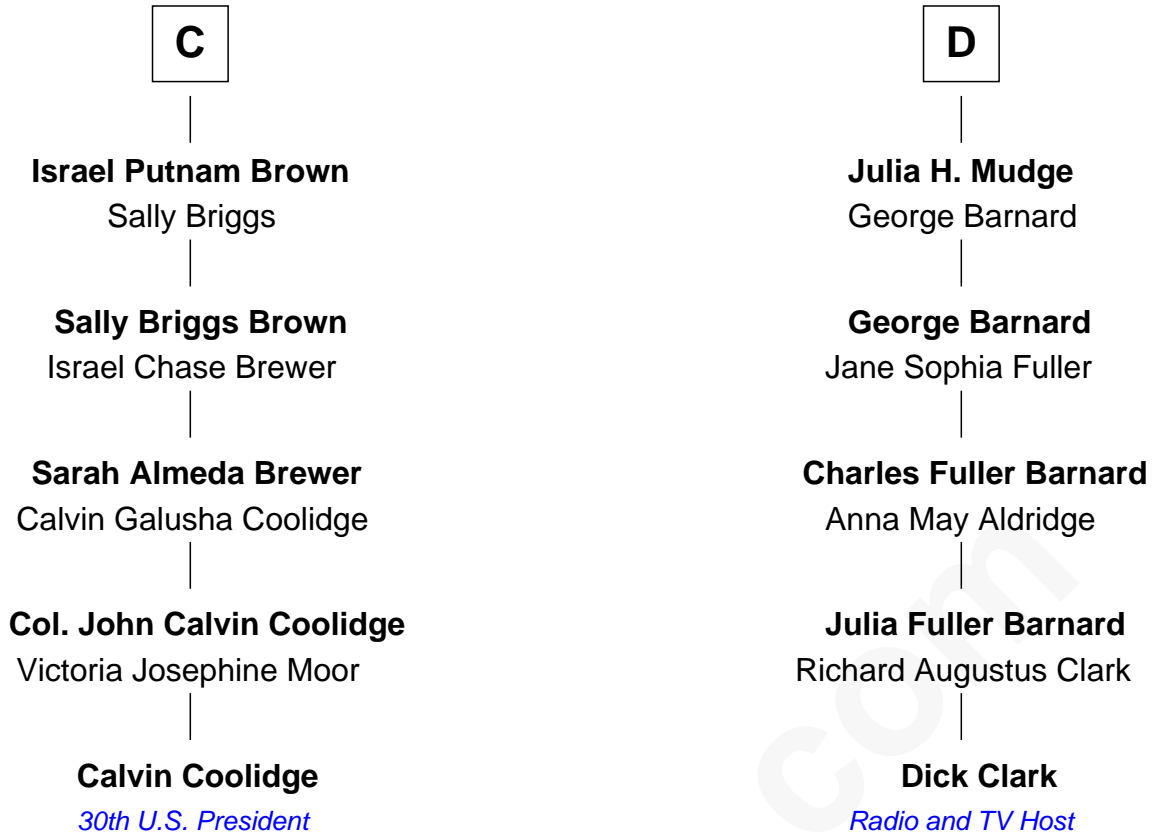 C
D
Israel Putnam Brown
Sally Briggs
Julia H. Mudge
George Barnard
Sally Briggs Brown
Israel Chase Brewer
George Barnard
Jane Sophia Fuller
Sarah Almeda Brewer
Calvin Galusha Coolidge
Charles Fuller Barnard
Anna May Aldridge
Col. John Calvin Coolidge
Victoria Josephine Moor
Julia Fuller Barnard
Richard Augustus Clark
Calvin Coolidge
30th U.S. President
Dick Clark
Radio and TV Host
com